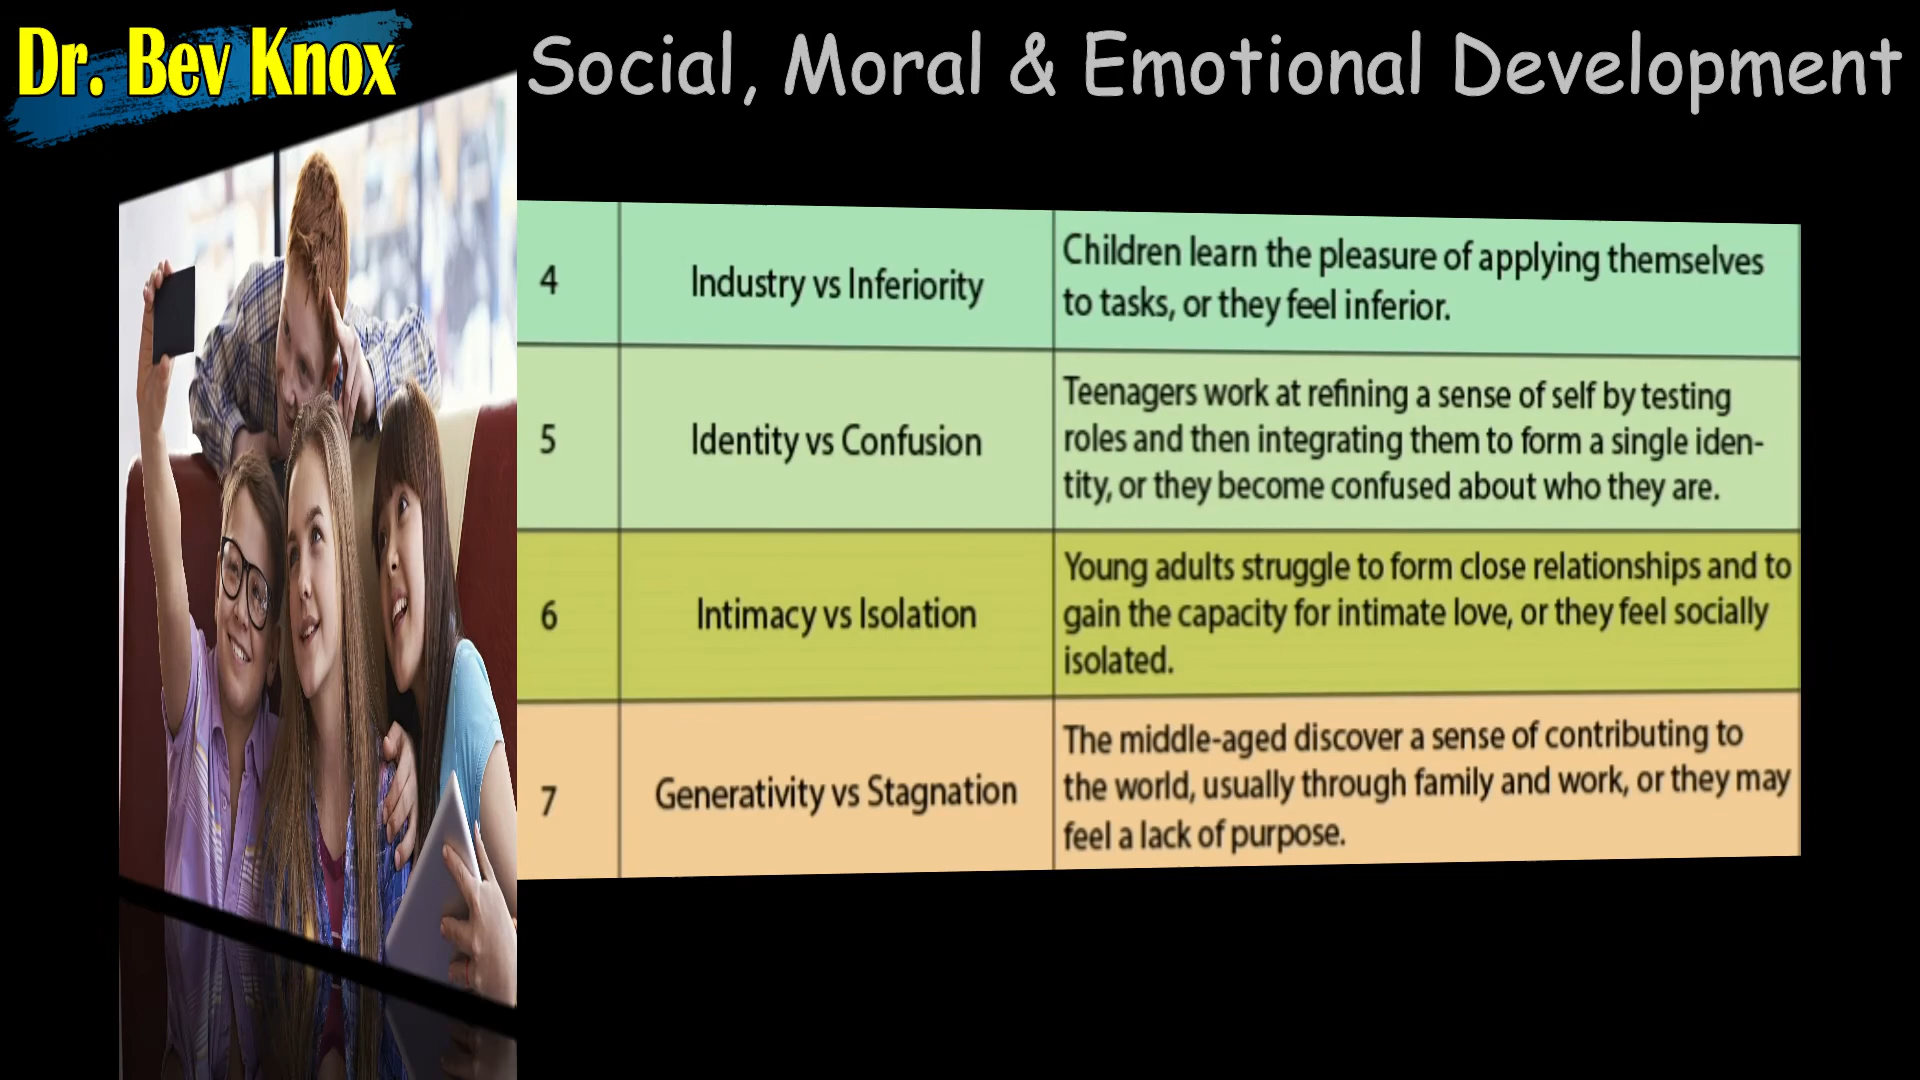 Dr. Bev Knox
Social, Moral & Emotional Development
4
Industry vs Inferiority
Children learn the pleasure of applying themselves
to tasks, or they feel inferior.
5
Identity vs Confusion
Teenagers work at refining a sense of self by testing
roles and then integrating them to form a single iden-
tity, or they become confused about who they are.
6
Intimacy vs Isolation
Young adults struggle to form close relationships and to
gain the capacity for intimate love, or they feel socially
isolated.
7
Generativity vs Stagnation
The middle-aged discover a sense of contributing to
the world, usually through family and work, or they may
feel a lack of purpose.